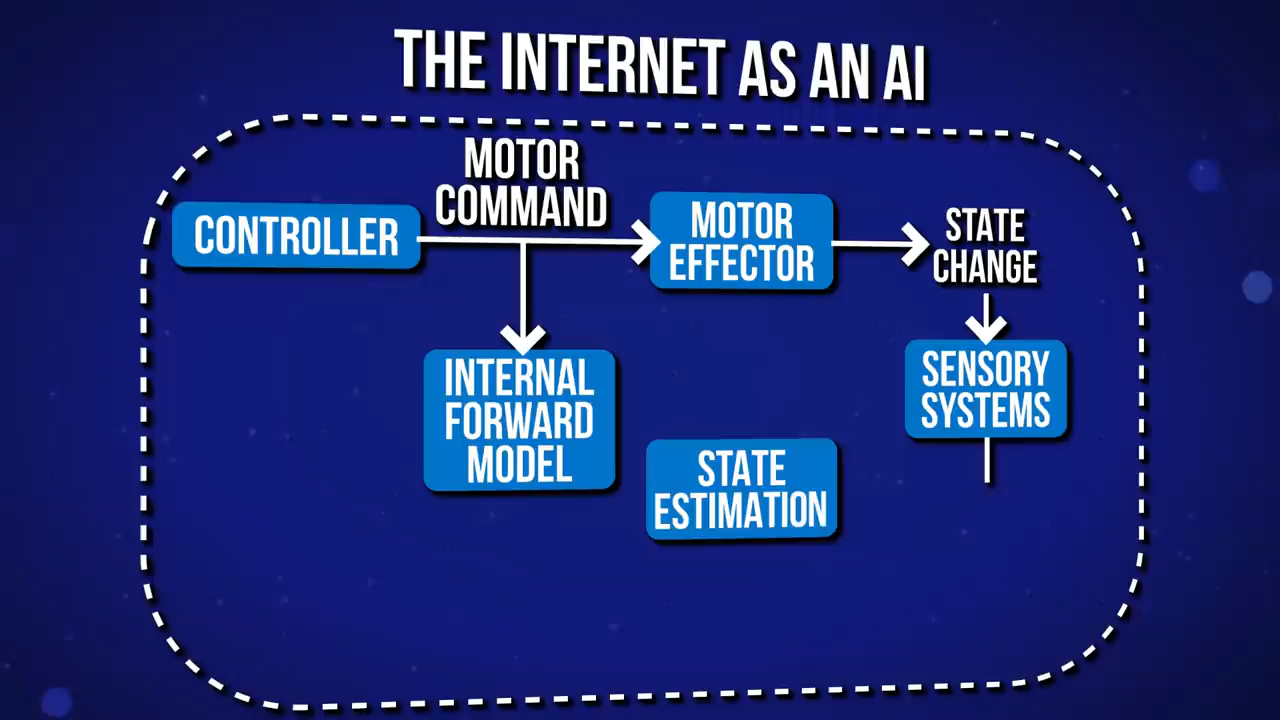 THE INTERNET AS AN AI
MOTOR
COMMAND
CONTROLLER
MOTOR
EFFECTOR
STATE
CHANGE
INTERNAL
FORWARD
MODEL
SENSORY
SYSTEMS
STATE
ESTIMATION